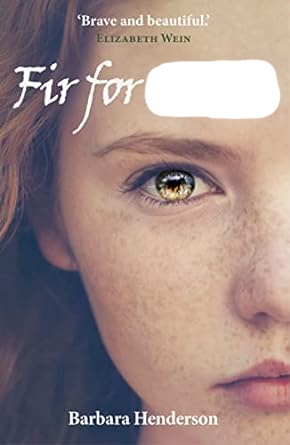 ‘Brave and beautiful.’
Elizabeth Wein
Fir for
Barbara Henderson